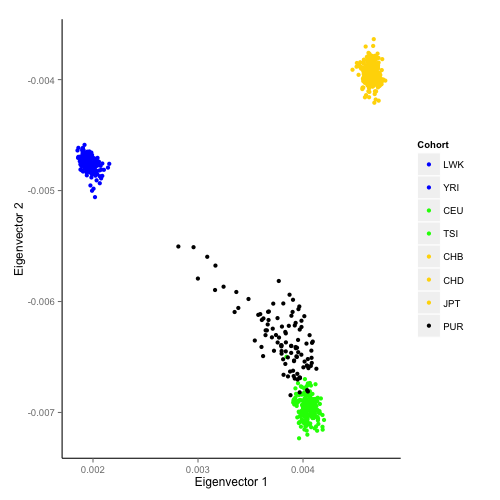 -0.004
-0.005
-0.006
-0.007
Eigenvector 2
0.002
0.003
0.004
Eigenvector 1
Cohort
LWK
YRI
CEU
TSI
CHB
CHD
JPT
PUR